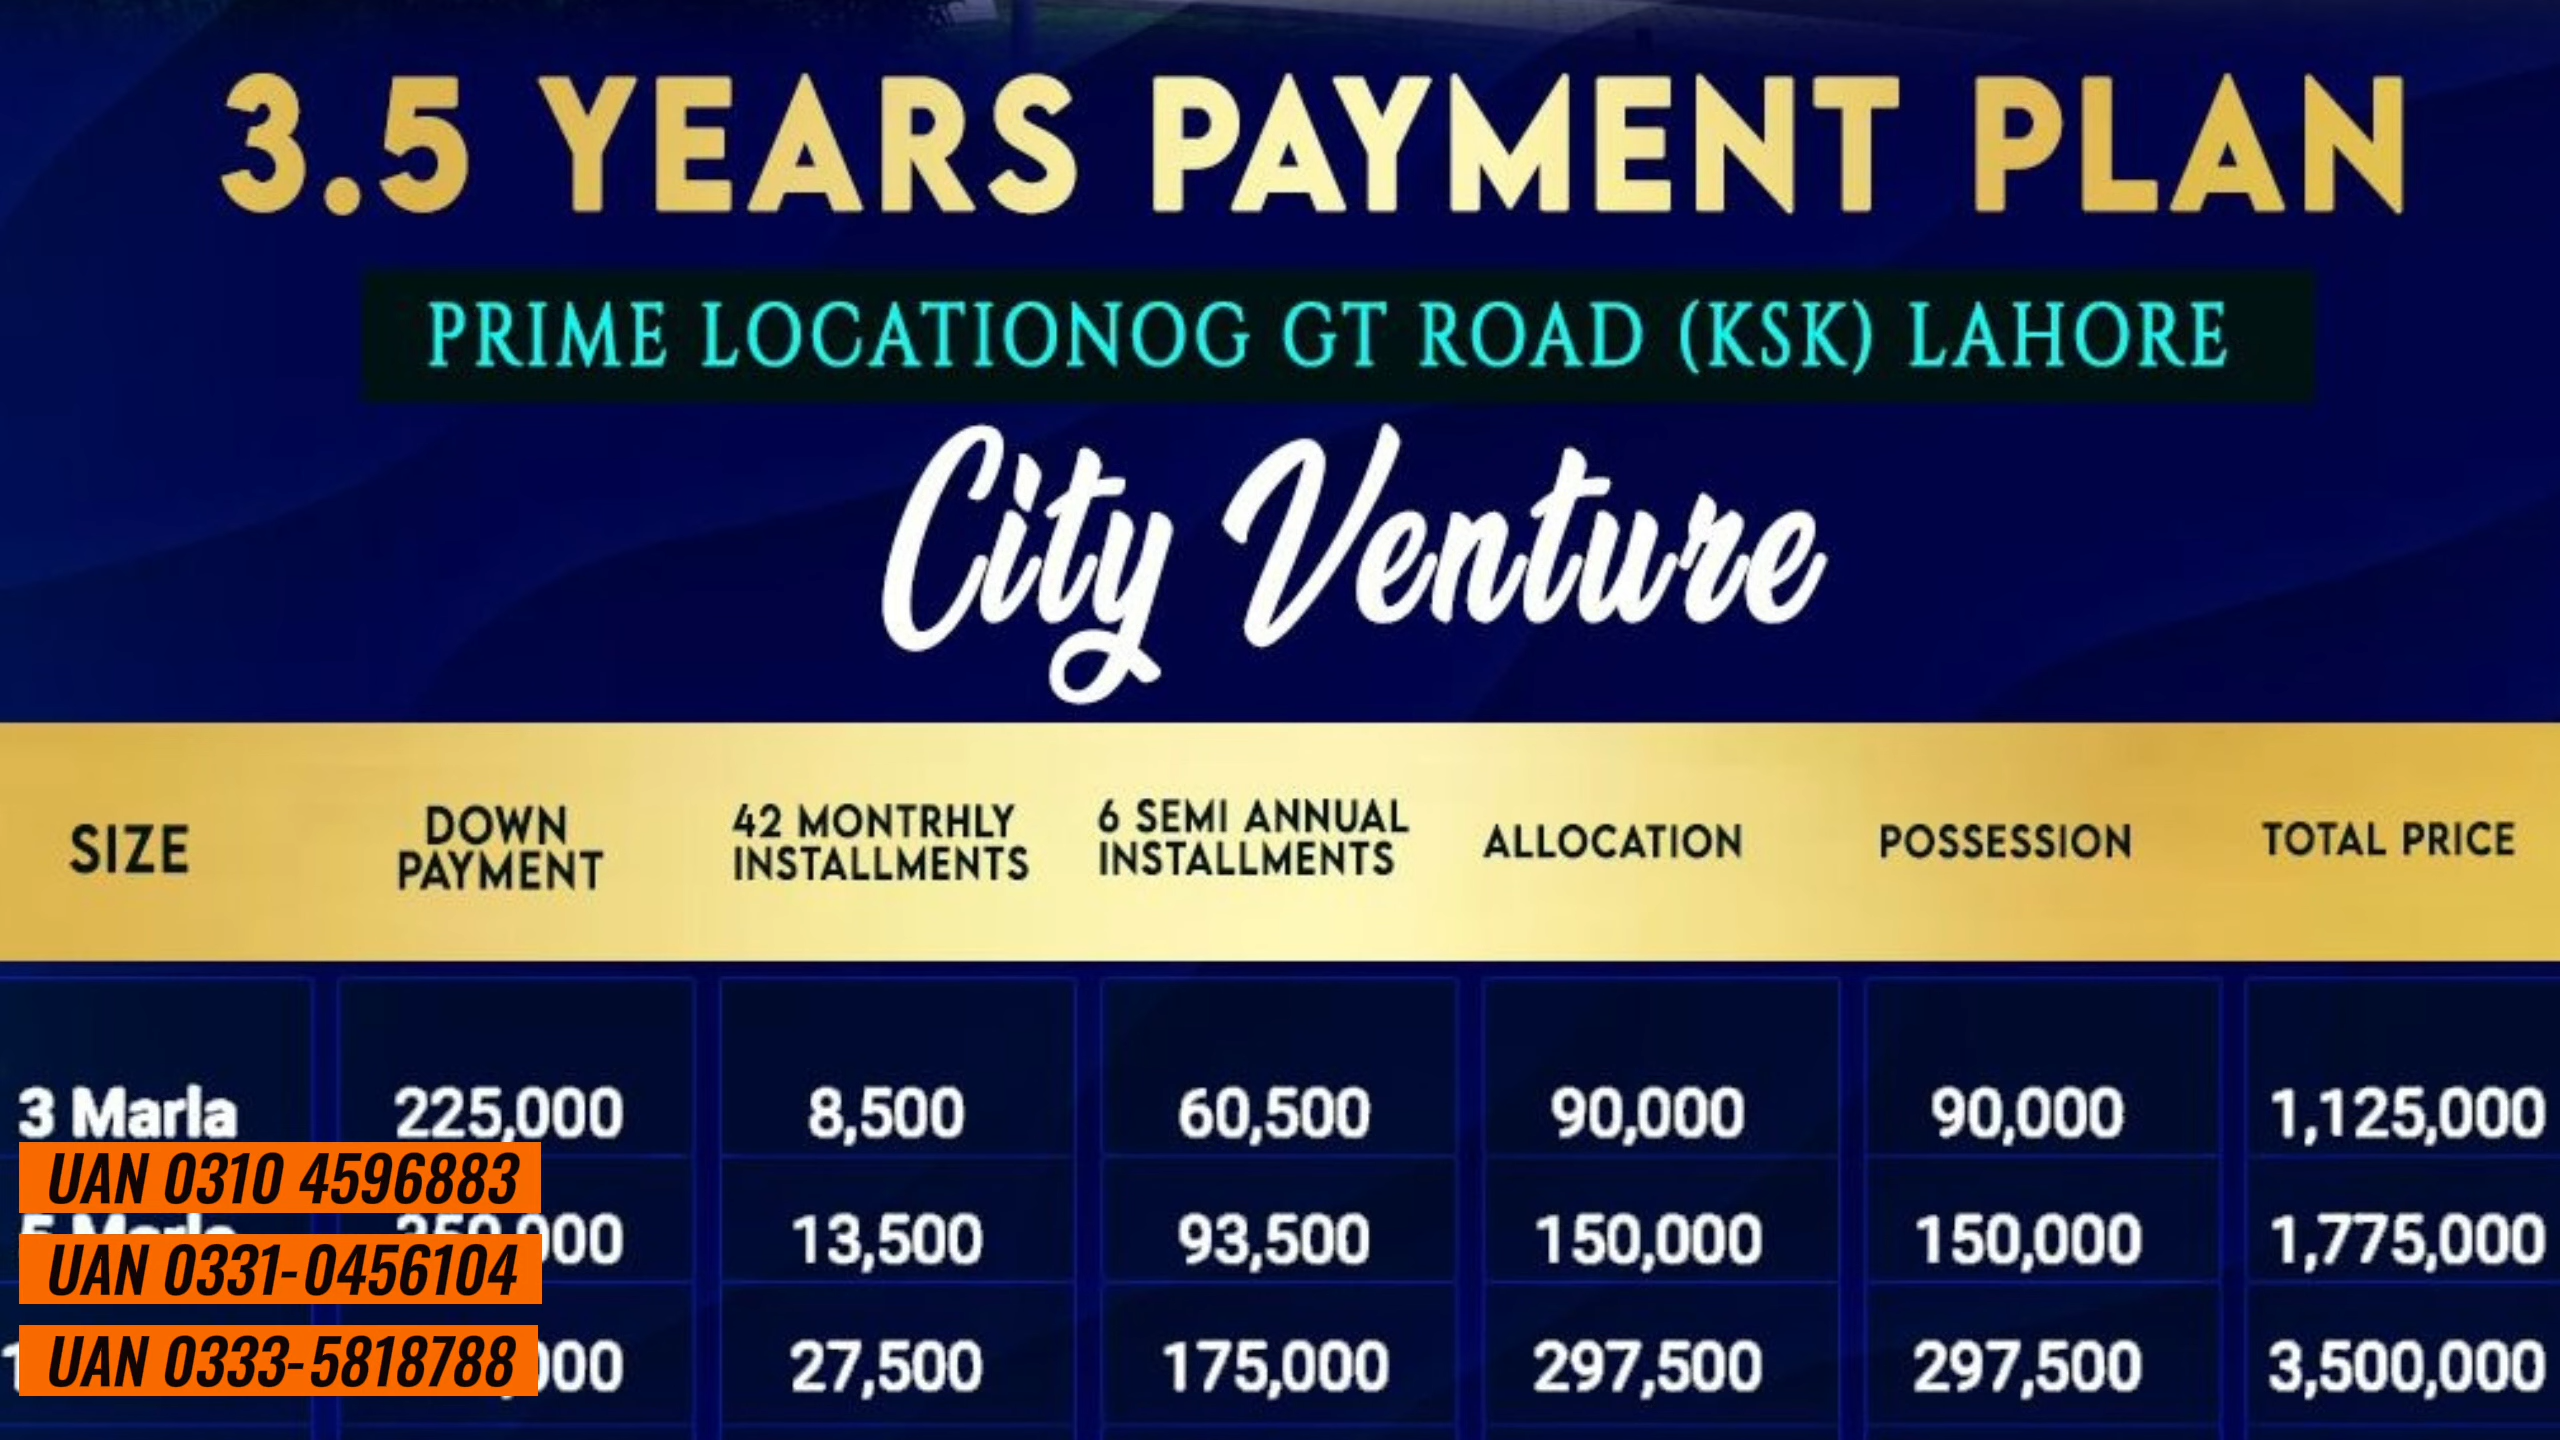 3.5 YEARS PAYMENT PLAN
PRIME LOCATIONOG GT ROAD (KSK) LAHORE
City Venture
SIZE
DOWN
PAYMENT
42 MONTRHLY
INSTALLMENTS
6 SEMI ANNUAL
INSTALLMENTS
ALLOCATION
POSSESSION
TOTAL PRICE
3 Marla 225,000 8,500 60,500 90,000 90,000 1,125,000
UAN 0310 4596883
5 Marla 13,500 93,500 150,000 150,000 1,775,000
UAN 0331-0456104
27,500 175,000 297,500 297,500 3,500,000
UAN 0333-5818788